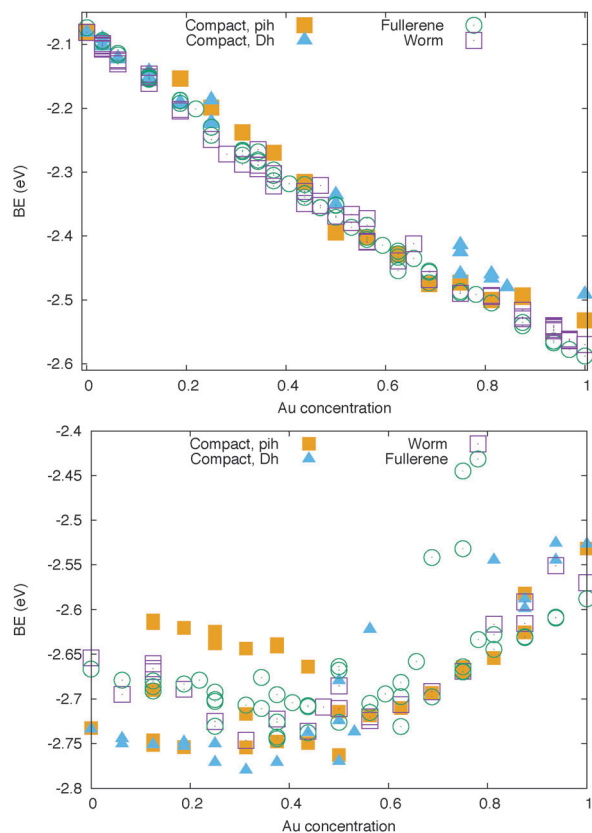 Compact, pih Fullerene
Compact, Dh Worm
BE (eV)
-2.1
-2.2
-2.3
-2.4
-2.5
-2.6
0 0.2 0.4 0.6 0.8 1
Au concentration
Compact, pih Worm
Compact, Dh Fullerene
BE (eV)
-2.4
-2.45
-2.5
-2.55
-2.6
-2.65
-2.7
-2.75
-2.8
0 0.2 0.4 0.6 0.8 1
Au concentration